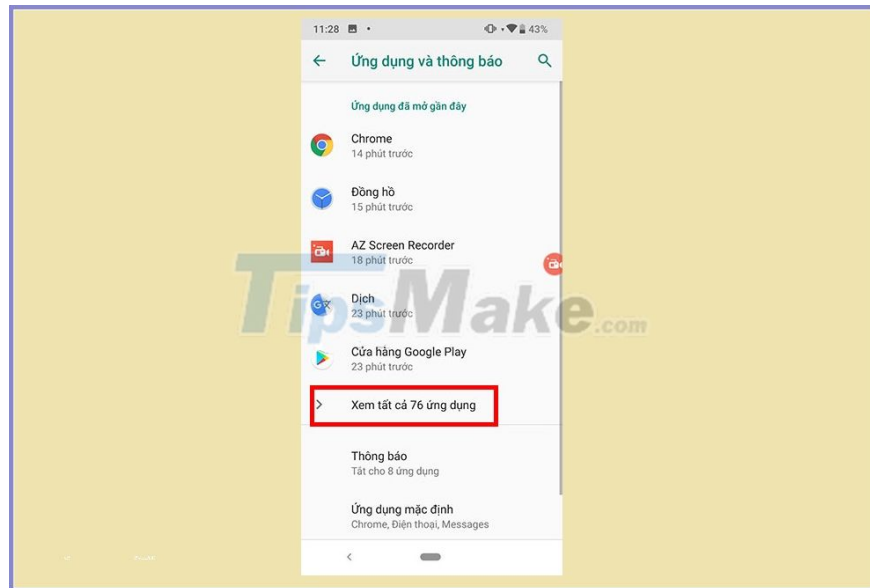 11:28
43%
Ứng dụng và thông báo
Ứng dụng đã mở gần đây
Chrome
14 phút trước
Đồng hồ
15 phút trước
AZ Screen Recorder
18 phút trước
Dịch
23 phút trước
Cửa hàng Google Play
23 phút trước
Xem tất cả 76 ứng dụng
Thông báo
Tắt cho 8 ứng dụng
Ứng dụng mặc định
Chrome, Điện thoại, Messages
TipsMake.com